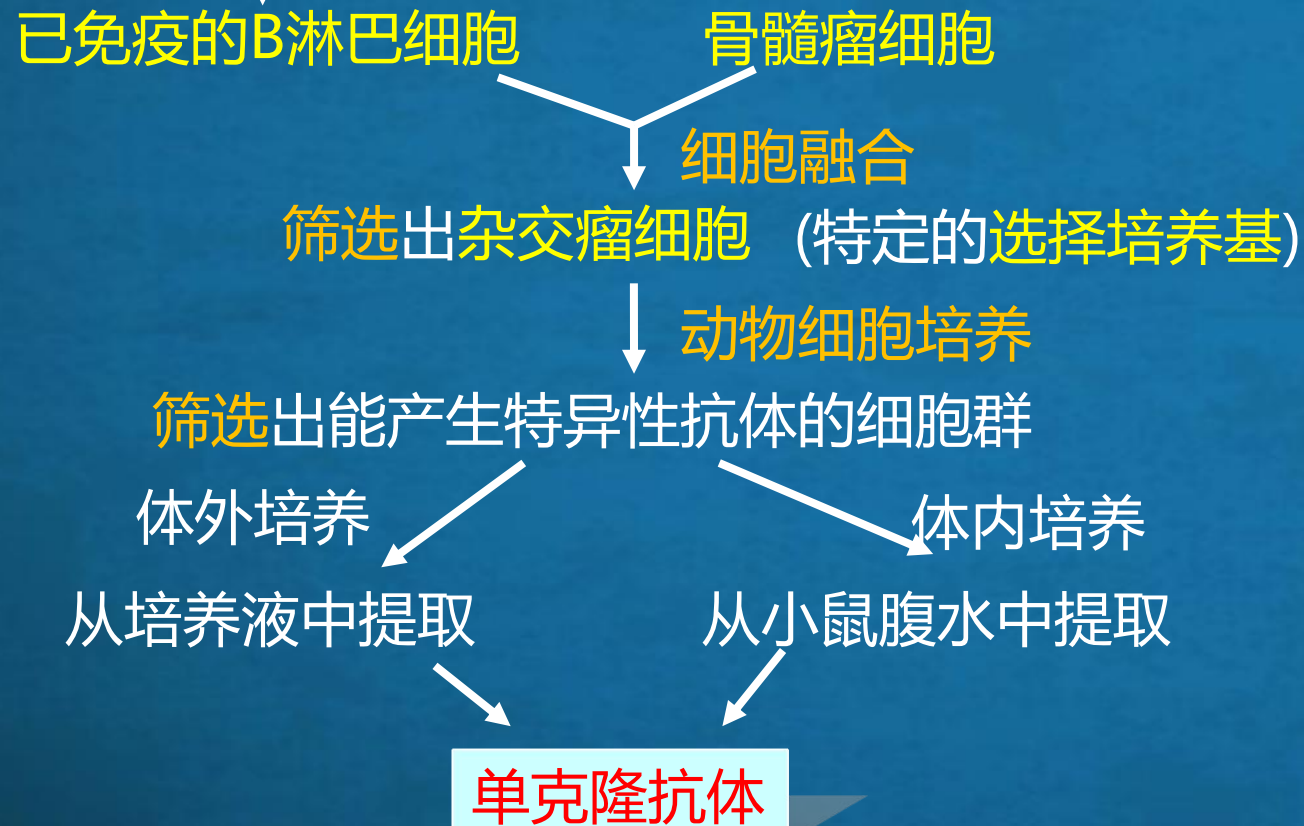 已免疫的B淋巴细胞 骨髓瘤细胞
细胞融合
筛选出杂交瘤细胞 (特定的选择培养基)
动物细胞培养
筛选出能产生特异性抗体的细胞群
体外培养 体内培养
从培养液中提取 从小鼠腹水中提取
单克隆抗体